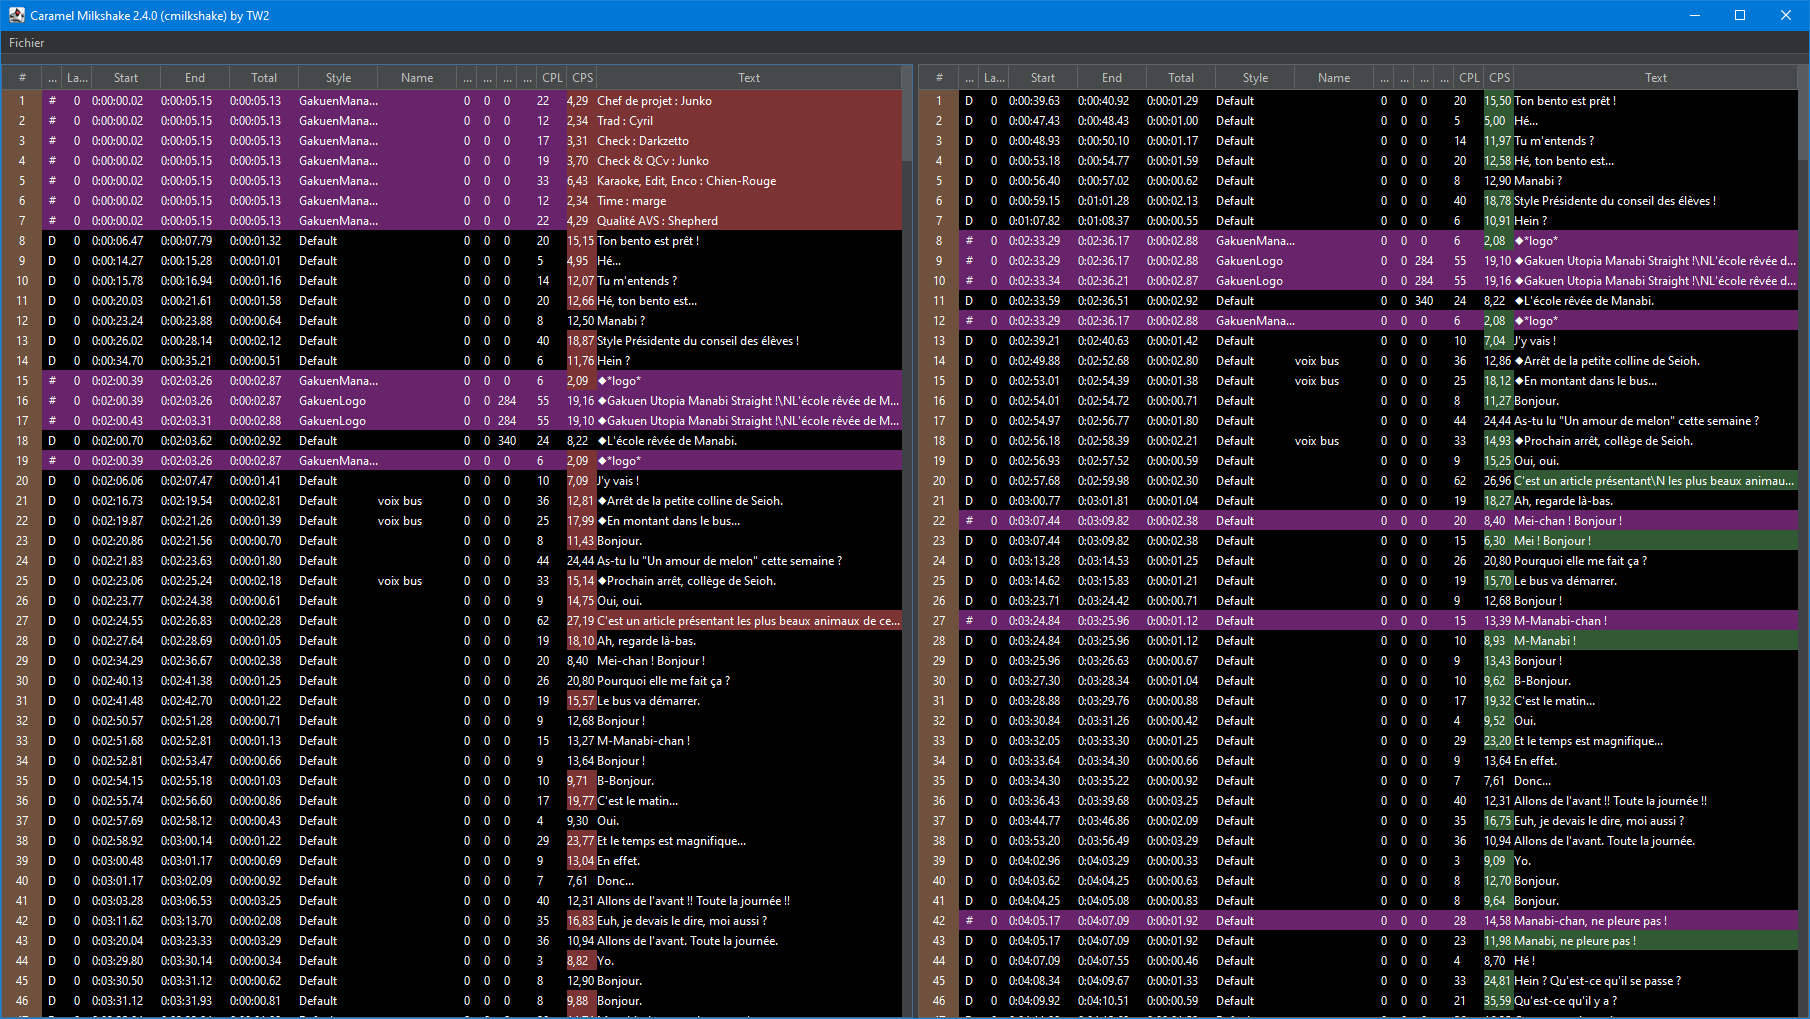 Caramel Milkshake 2.4.0 (cmilkshake) by TW2
Fichier
# ... La... Start End Total Style Name ... ... ... ... CPL CPS Text
1 # 0 0:00:00.02 0:00:05.15 0:00:05.13 GakuenMana... 0 0 0 22 4,29 Chef de projet : Junko
2 # 0 0:00:00.02 0:00:05.15 0:00:05.13 GakuenMana... 0 0 0 12 2,34 Trad : Cyril
3 # 0 0:00:00.02 0:00:05.15 0:00:05.13 GakuenMana... 0 0 0 17 3,31 Check : Darkzetto
4 # 0 0:00:00.02 0:00:05.15 0:00:05.13 GakuenMana... 0 0 0 19 3,70 Check & QCv : Junko
5 # 0 0:00:00.02 0:00:05.15 0:00:05.13 GakuenMana... 0 0 0 33 6,43 Karaoke, Edit, Enco : Chien-Rouge
6 # 0 0:00:00.02 0:00:05.15 0:00:05.13 GakuenMana... 0 0 0 12 2,34 Time : marge
7 # 0 0:00:00.02 0:00:05.15 0:00:05.13 GakuenMana... 0 0 0 22 4,29 Qualité AVS : Shepherd
8 D 0 0:00:06.47 0:00:07.79 0:00:01.32 Default 0 0 0 20 15,15 Ton bento est prêt !
9 D 0 0:00:14.27 0:00:15.28 0:00:01.01 Default 0 0 0 5 4,95 Hé...
10 D 0 0:00:15.78 0:00:16.94 0:00:01.16 Default 0 0 0 14 12,07 Tu m'entends ?
11 D 0 0:00:20.03 0:00:21.61 0:00:01.58 Default 0 0 0 20 12,66 Hé, ton bento est...
12 D 0 0:00:23.24 0:00:23.88 0:00:00.64 Default 0 0 0 8 12,50 Manabi ?
13 D 0 0:00:26.02 0:00:28.14 0:00:02.12 Default 0 0 0 40 18,87 Style Présidente du conseil des élèves !
14 D 0 0:00:34.70 0:00:35.21 0:00:00.51 Default 0 0 0 6 11,76 Hein ?
15 # 0 0:02:00.39 0:02:03.26 0:00:02.87 GakuenMana... 0 0 0 6 2,09 ◆*logo*
16 # 0 0:02:00.39 0:02:03.26 0:00:02.87 GakuenLogo 0 0 284 55 19,16 ◆Gakuen Utopia Manabi Straight !\NL'école rêvée de M...
17 # 0 0:02:00.43 0:02:03.31 0:00:02.88 GakuenLogo 0 0 284 55 19,10 ◆Gakuen Utopia Manabi Straight !\NL'école rêvée de M...
18 D 0 0:02:00.70 0:02:03.62 0:00:02.92 Default 0 0 340 24 8,22 ◆L'école rêvée de Manabi.
19 # 0 0:02:00.39 0:02:03.26 0:00:02.87 GakuenMana... 0 0 0 6 2,09 ◆*logo*
20 D 0 0:02:06.06 0:02:07.47 0:00:01.41 Default 0 0 0 10 7,09 J'y vais !
21 D 0 0:02:16.73 0:02:19.54 0:00:02.81 Default voix bus 0 0 0 36 12,81 ◆Arrêt de la petite colline de Seioh.
22 D 0 0:02:19.87 0:02:21.26 0:00:01.39 Default voix bus 0 0 0 25 17,99 ◆En montant dans le bus...
23 D 0 0:02:20.86 0:02:21.56 0:00:00.70 Default 0 0 0 8 11,43 Bonjour.
24 D 0 0:02:21.83 0:02:23.63 0:00:01.80 Default 0 0 0 44 24,44 As-tu lu "Un amour de melon" cette semaine ?
25 D 0 0:02:23.06 0:02:25.24 0:00:02.18 Default voix bus 0 0 0 33 15,14 ◆Prochain arrêt, collège de Seioh.
26 D 0 0:02:23.77 0:02:24.38 0:00:00.61 Default 0 0 0 9 14,75 Oui, oui.
27 D 0 0:02:24.55 0:02:26.83 0:00:02.28 Default 0 0 0 62 27,19 C'est un article présentant les plus beaux animaux de ce...
28 D 0 0:02:27.64 0:02:28.69 0:00:01.05 Default 0 0 0 19 18,10 Ah, regarde là-bas.
29 D 0 0:02:34.29 0:02:36.67 0:00:02.38 Default 0 0 0 20 8,40 Mei-chan ! Bonjour !
30 D 0 0:02:40.13 0:02:41.38 0:00:01.25 Default 0 0 0 26 20,80 Pourquoi elle me fait ça ?
31 D 0 0:02:41.48 0:02:42.70 0:00:01.22 Default 0 0 0 19 15,57 Le bus va démarrer.
32 D 0 0:02:50.57 0:02:51.28 0:00:00.71 Default 0 0 0 9 12,68 Bonjour !
33 D 0 0:02:51.68 0:02:52.81 0:00:01.13 Default 0 0 0 15 13,27 M-Manabi-chan !
34 D 0 0:02:52.81 0:02:53.47 0:00:00.66 Default 0 0 0 9 13,64 Bonjour !
35 D 0 0:02:54.15 0:02:55.18 0:00:01.03 Default 0 0 0 10 9,71 B-Bonjour.
36 D 0 0:02:55.74 0:02:56.60 0:00:00.86 Default 0 0 0 17 19,77 C'est le matin...
37 D 0 0:02:57.69 0:02:58.12 0:00:00.43 Default 0 0 0 4 9,30 Oui.
38 D 0 0:02:58.92 0:03:00.14 0:00:01.22 Default 0 0 0 29 23,77 Et le temps est magnifique...
39 D 0 0:03:00.48 0:03:01.17 0:00:00.69 Default 0 0 0 9 13,04 En effet.
40 D 0 0:03:01.17 0:03:02.09 0:00:00.92 Default 0 0 0 7 7,61 Donc...
41 D 0 0:03:03.28 0:03:06.53 0:00:03.25 Default 0 0 0 40 12,31 Allons de l'avant !! Toute la journée !!
42 D 0 0:03:11.62 0:03:13.70 0:00:02.08 Default 0 0 0 35 16,83 Euh, je devais le dire, moi aussi ?
43 D 0 0:03:20.04 0:03:23.33 0:00:03.29 Default 0 0 0 36 10,94 Allons de l'avant. Toute la journée.
44 D 0 0:03:29.80 0:03:30.14 0:00:00.34 Default 0 0 0 3 8,82 Yo.
45 D 0 0:03:30.50 0:03:31.12 0:00:00.62 Default 0 0 0 8 12,90 Bonjour.
46 D 0 0:03:31.12 0:03:31.93 0:00:00.81 Default 0 0 0 8 9,88 Bonjour.
# ... La... Start End Total Style Name ... ... ... ... CPL CPS Text
1 D 0 0:00:39.63 0:00:40.92 0:00:01.29 Default 0 0 0 20 15,50 Ton bento est prêt !
2 D 0 0:00:47.43 0:00:48.43 0:00:01.00 Default 0 0 0 5 5,00 Hé...
3 D 0 0:00:48.93 0:00:50.10 0:00:01.17 Default 0 0 0 14 11,97 Tu m'entends ?
4 D 0 0:00:53.18 0:00:54.77 0:00:01.59 Default 0 0 0 20 12,58 Hé, ton bento est...
5 D 0 0:00:56.40 0:00:57.02 0:00:00.62 Default 0 0 0 8 12,90 Manabi ?
6 D 0 0:00:59.15 0:01:01.28 0:00:02.13 Default 0 0 0 40 18,78 Style Présidente du conseil des élèves !
7 D 0 0:01:07.82 0:01:08.37 0:00:00.55 Default 0 0 0 6 10,91 Hein ?
8 # 0 0:02:33.29 0:02:36.17 0:00:02.88 GakuenMana... 0 0 0 6 2,08 ◆*logo*
9 # 0 0:02:33.29 0:02:36.17 0:00:02.88 GakuenLogo 0 0 284 55 19,10 ◆Gakuen Utopia Manabi Straight !\NL'école rêvée d...
10 # 0 0:02:33.34 0:02:36.21 0:00:02.87 GakuenLogo 0 0 284 55 19,16 ◆Gakuen Utopia Manabi Straight !\NL'école rêvée d...
11 D 0 0:02:33.59 0:02:36.51 0:00:02.92 Default 0 0 340 24 8,22 ◆L'école rêvée de Manabi.
12 # 0 0:02:33.29 0:02:36.17 0:00:02.88 GakuenMana... 0 0 0 6 2,08 ◆*logo*
13 D 0 0:02:39.21 0:02:40.63 0:00:01.42 Default 0 0 0 10 7,04 J'y vais !
14 D 0 0:02:49.88 0:02:52.68 0:00:02.80 Default voix bus 0 0 0 36 12,86 ◆Arrêt de la petite colline de Seioh.
15 D 0 0:02:53.01 0:02:54.39 0:00:01.38 Default voix bus 0 0 0 25 18,12 ◆En montant dans le bus...
16 D 0 0:02:54.01 0:02:54.72 0:00:00.71 Default 0 0 0 8 11,27 Bonjour.
17 D 0 0:02:54.97 0:02:56.77 0:00:01.80 Default 0 0 0 44 24,44 As-tu lu "Un amour de melon" cette semaine ?
18 D 0 0:02:56.18 0:02:58.39 0:00:02.21 Default voix bus 0 0 0 33 14,93 ◆Prochain arrêt, collège de Seioh.
19 D 0 0:02:56.93 0:02:57.52 0:00:00.59 Default 0 0 0 9 15,25 Oui, oui.
20 D 0 0:02:57.68 0:02:59.98 0:00:02.30 Default 0 0 0 62 26,96 C'est un article présentant\N les plus beaux animau...
21 D 0 0:03:00.77 0:03:01.81 0:00:01.04 Default 0 0 0 19 18,27 Ah, regarde là-bas.
22 # 0 0:03:07.44 0:03:09.82 0:00:02.38 Default 0 0 0 20 8,40 Mei-chan ! Bonjour !
23 D 0 0:03:07.44 0:03:09.82 0:00:02.38 Default 0 0 0 15 6,30 Mei ! Bonjour !
24 D 0 0:03:13.28 0:03:14.53 0:00:01.25 Default 0 0 0 26 20,80 Pourquoi elle me fait ça ?
25 D 0 0:03:14.62 0:03:15.83 0:00:01.21 Default 0 0 0 19 15,70 Le bus va démarrer.
26 D 0 0:03:23.71 0:03:24.42 0:00:00.71 Default 0 0 0 9 12,68 Bonjour !
27 # 0 0:03:24.84 0:03:25.96 0:00:01.12 Default 0 0 0 15 13,39 M-Manabi-chan !
28 D 0 0:03:24.84 0:03:25.96 0:00:01.12 Default 0 0 0 10 8,93 M-Manabi !
29 D 0 0:03:25.96 0:03:26.63 0:00:00.67 Default 0 0 0 9 13,43 Bonjour !
30 D 0 0:03:27.30 0:03:28.34 0:00:01.04 Default 0 0 0 10 9,62 B-Bonjour.
31 D 0 0:03:28.88 0:03:29.76 0:00:00.88 Default 0 0 0 17 19,32 C'est le matin...
32 D 0 0:03:30.84 0:03:31.26 0:00:00.42 Default 0 0 0 4 9,52 Oui.
33 D 0 0:03:32.05 0:03:33.30 0:00:01.25 Default 0 0 0 29 23,20 Et le temps est magnifique...
34 D 0 0:03:33.64 0:03:34.30 0:00:00.66 Default 0 0 0 9 13,64 En effet.
35 D 0 0:03:34.30 0:03:35.22 0:00:00.92 Default 0 0 0 7 7,61 Donc...
36 D 0 0:03:36.43 0:03:39.68 0:00:03.25 Default 0 0 0 40 12,31 Allons de l'avant !! Toute la journée !!
37 D 0 0:03:44.77 0:03:46.86 0:00:02.09 Default 0 0 0 35 16,75 Euh, je devais le dire, moi aussi ?
38 D 0 0:03:53.20 0:03:56.49 0:00:03.29 Default 0 0 0 36 10,94 Allons de l'avant. Toute la journée.
39 D 0 0:04:02.96 0:04:03.29 0:00:00.33 Default 0 0 0 3 9,09 Yo.
40 D 0 0:04:03.62 0:04:04.25 0:00:00.63 Default 0 0 0 8 12,70 Bonjour.
41 D 0 0:04:04.25 0:04:05.08 0:00:00.83 Default 0 0 0 8 9,64 Bonjour.
42 # 0 0:04:05.17 0:04:07.09 0:00:01.92 Default 0 0 0 28 14,58 Manabi-chan, ne pleure pas !
43 D 0 0:04:05.17 0:04:07.09 0:00:01.92 Default 0 0 0 23 11,98 Manabi, ne pleure pas !
44 D 0 0:04:07.09 0:04:07.55 0:00:00.46 Default 0 0 0 4 8,70 Hé !
45 D 0 0:04:08.34 0:04:09.67 0:00:01.33 Default 0 0 0 33 24,81 Hein ? Qu'est-ce qu'il se passe ?
46 D 0 0:04:09.92 0:04:10.51 0:00:00.59 Default 0 0 0 21 35,59 Qu'est-ce qu'il y a ?